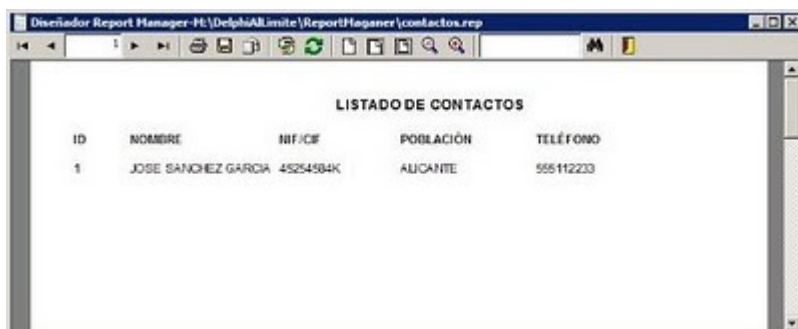 Diseñador Report Manager-H:\DelphiAlLimite\ReportMaganer\contactos.rep
1
LISTADO DE CONTACTOS
ID NOMBRE NIF/CIF POBLACIÓN TELÉFONO
1 JOSE SANCHEZ GARCIA 45254584K ALICANTE 555112233